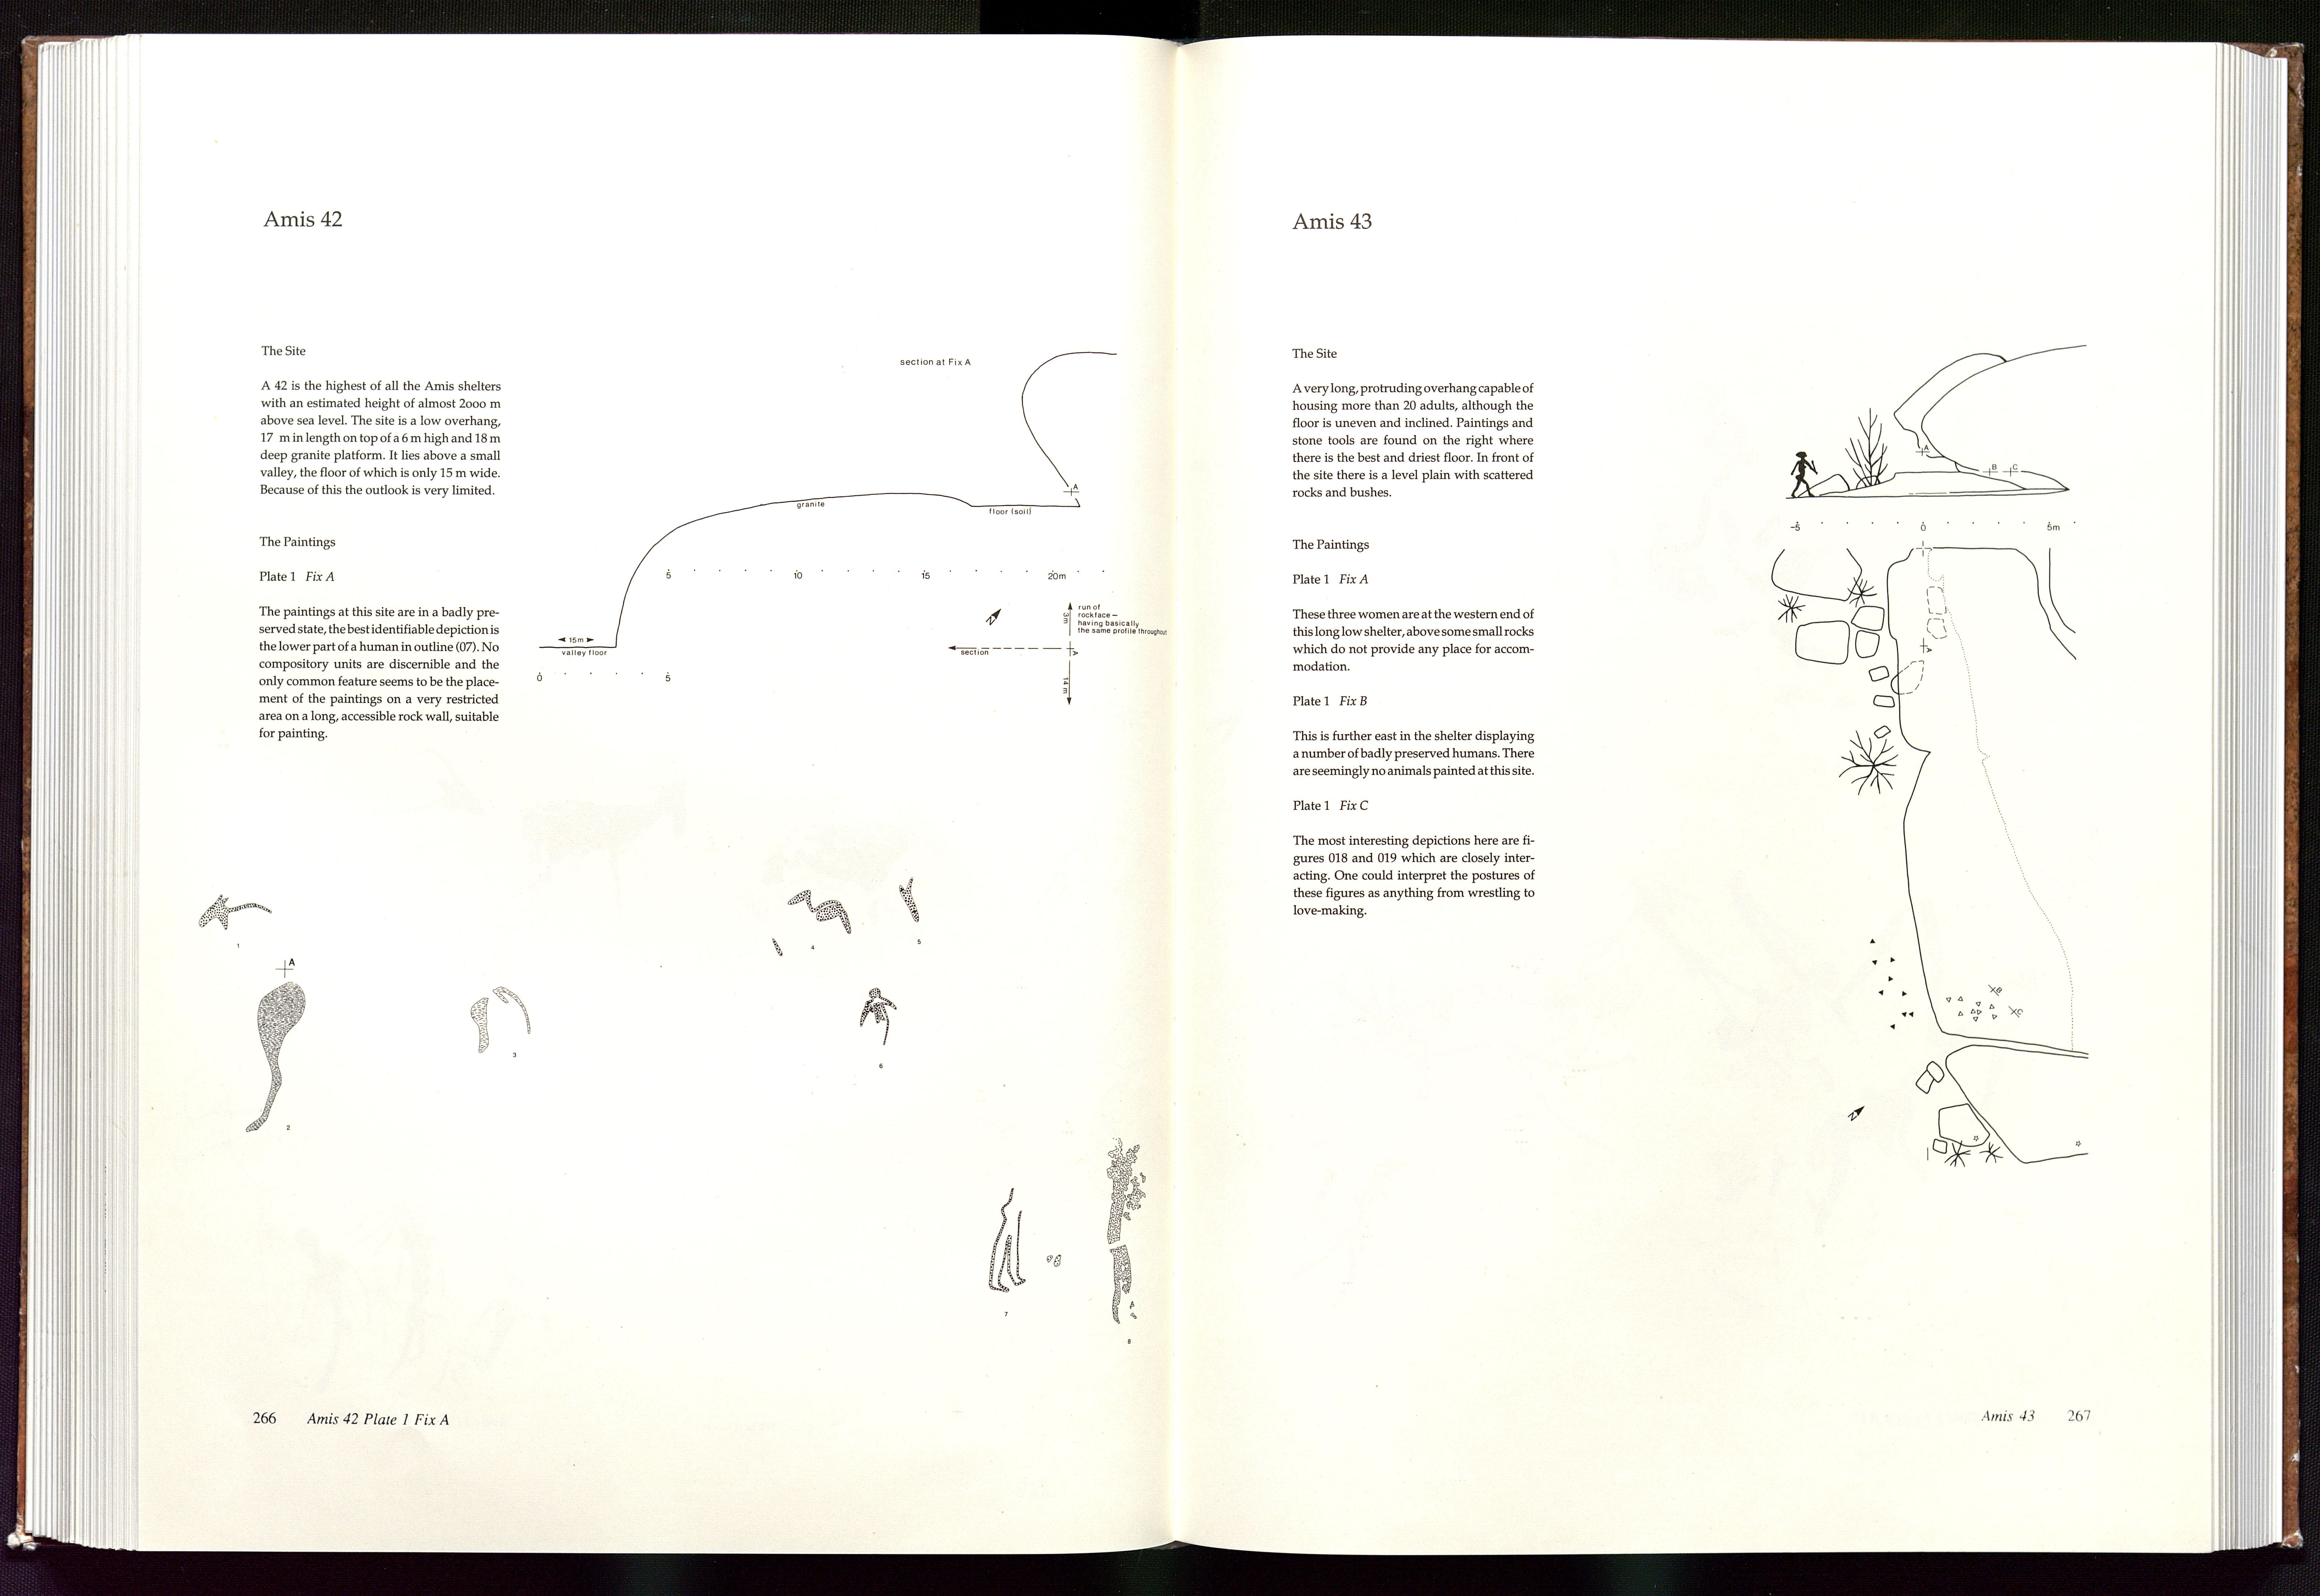 Amis 42
The Site
A 42 is the highest of all the Amis shelters
with an estimated height of almost 2ooo m
above sea level. The site is a low overhang,
17 m in length on top of a 6 m high and 18 m
deep granite platform. It lies above a small
valley, the floor of which is only 15 m wide.
Because of this the outlook is very limited.
The Paintings
Plate 1 Fix A
The paintings at this site are in a badly pre-
served state, the best identifiable depiction is
the lower part of a human in outline (07). No
compository units are discernible and the
only common feature seems to be the place-
ment of the paintings on a very restricted
area on a long, accessible rock wall, suitable
for painting.
section at Fix A
A
granite
floor (soil)
5 10 15 20m
15m
valley floor
0 5
N
3m
run of
rockface –
having basically
the same profile throughout
section
A
14 m
1
A
2
3
4
5
6
7
8
266 Amis 42 Plate 1 Fix A
Amis 43
The Site
A very long, protruding overhang capable of
housing more than 20 adults, although the
floor is uneven and inclined. Paintings and
stone tools are found on the right where
there is the best and driest floor. In front of
the site there is a level plain with scattered
rocks and bushes.
The Paintings
Plate 1 Fix A
These three women are at the western end of
this long low shelter, above some small rocks
which do not provide any place for accom-
modation.
Plate 1 Fix B
This is further east in the shelter displaying
a number of badly preserved humans. There
are seemingly no animals painted at this site.
Plate 1 Fix C
The most interesting depictions here are fi-
gures 018 and 019 which are closely inter-
acting. One could interpret the postures of
these figures as anything from wrestling to
love-making.
A
B C
-5 0 5m
A
B
C
N
Amis 43 267